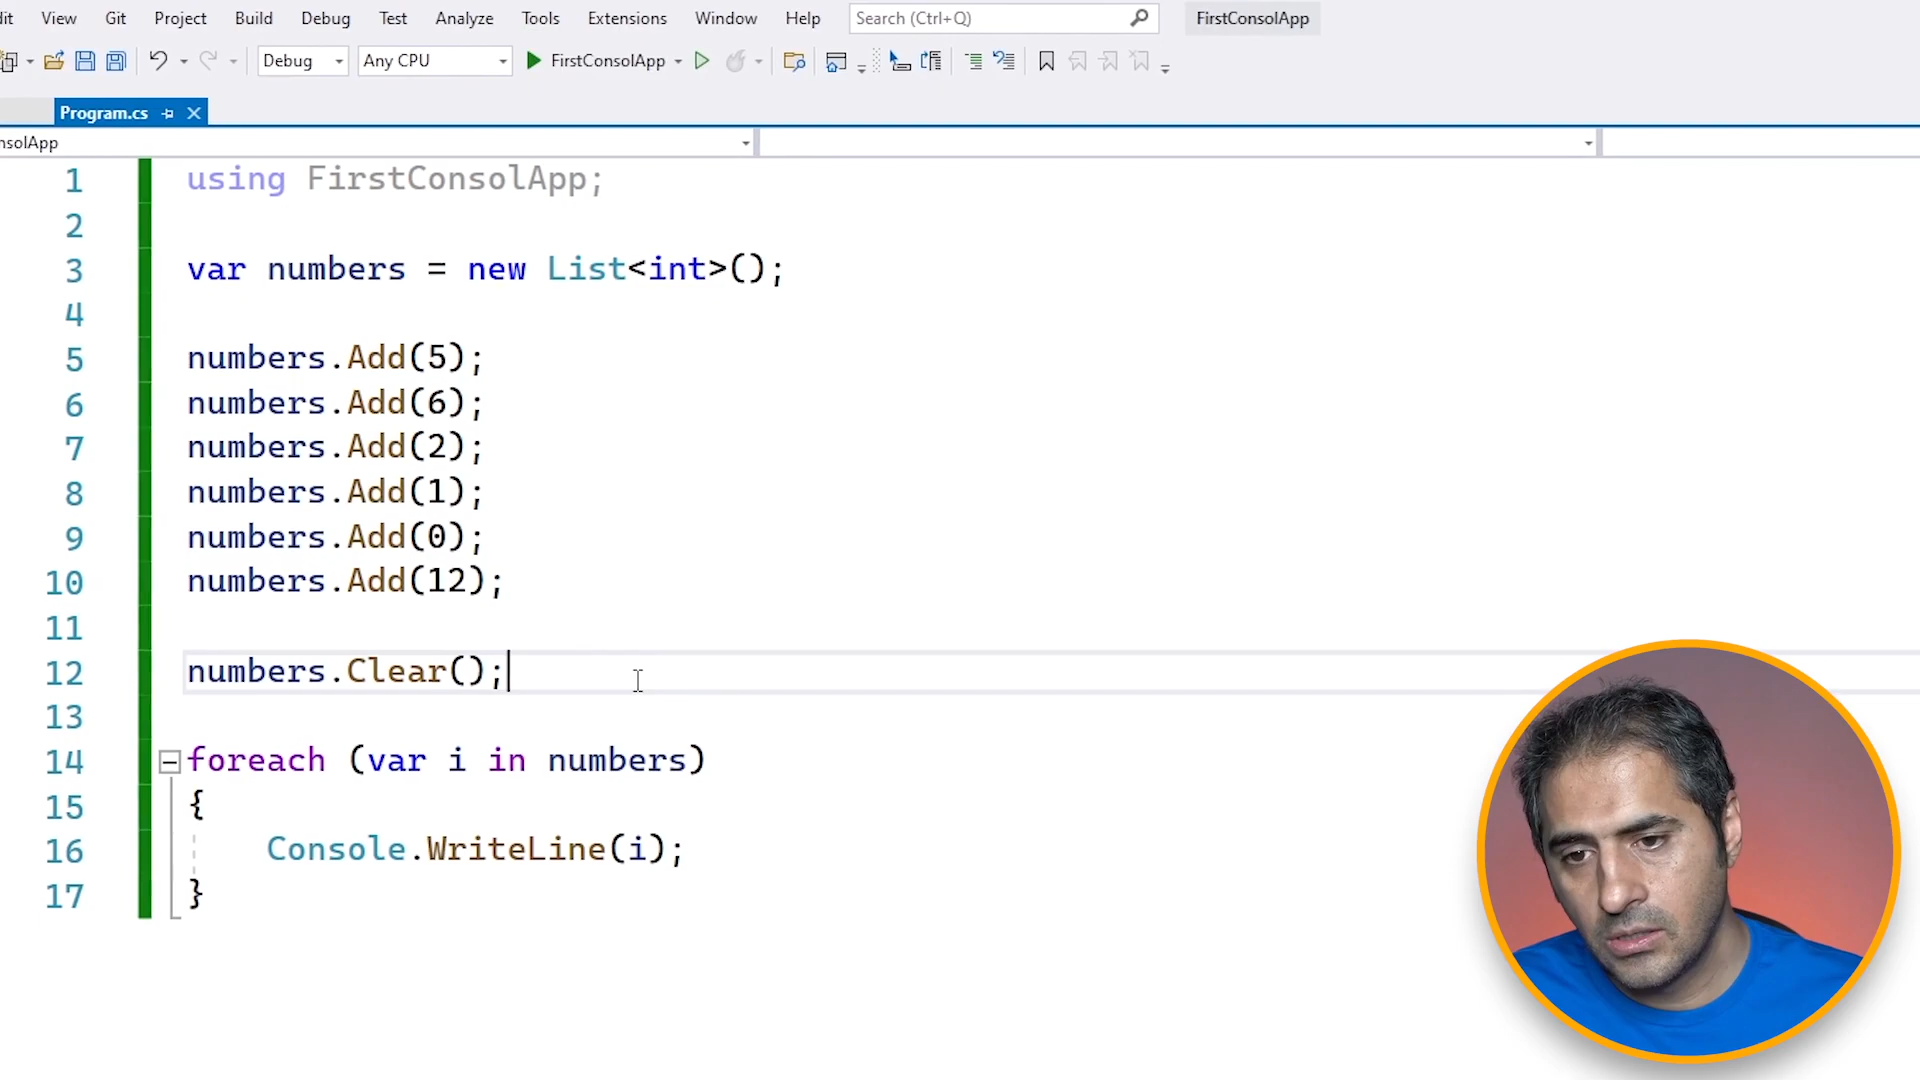 dit View Git Project Build Debug Test Analyze Tools Extensions Window Help Search (Ctrl+Q) FirstConsolApp
Debug Any CPU FirstConsolApp
Program.cs
nsolApp
1 using FirstConsolApp;
2
3 var numbers = new List<int>();
4
5 numbers.Add(5);
6 numbers.Add(6);
7 numbers.Add(2);
8 numbers.Add(1);
9 numbers.Add(0);
10 numbers.Add(12);
11
12 numbers.Clear();
13
14 foreach (var i in numbers)
15 {
16 Console.WriteLine(i);
17 }